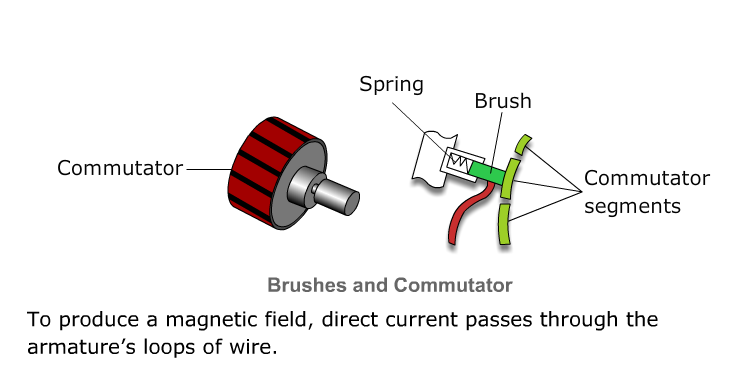 Spring
Brush
Commutator
Commutator
segments
Brushes and Commutator
To produce a magnetic field, direct current passes through the
armature's loops of wire.